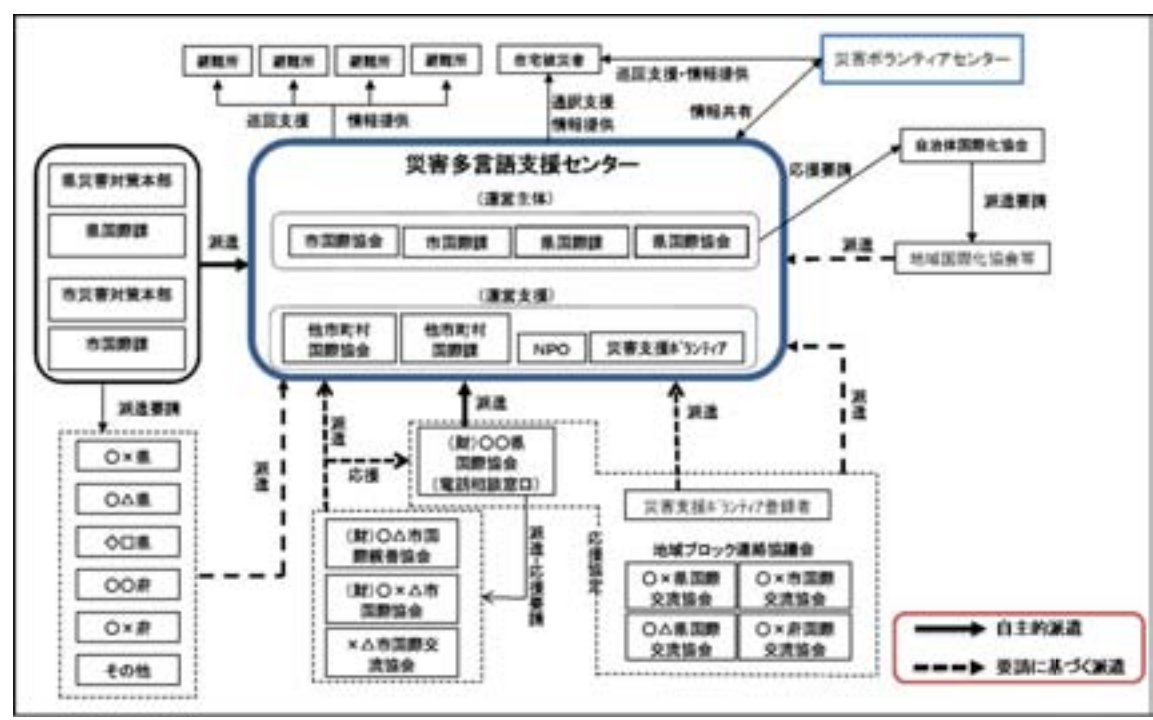 避難所
避難所
避難所
避難所
在宅被災者
災害ボランティアセンター
巡回支援・情報提供
巡回支援
情報提供
通訳支援
情報提供
情報共有
災害多言語支援センター
(運営主体)
市国際協会
市国際課
県国際課
県国際協会
(運営支援)
他市町村
国際協会
他市町村
国際課
NPO
災害支援ボランティア
応援要請
自治体国際化協会
派遣要請
派遣
地域国際化協会等
県災害対策本部
県国際課
市災害対策本部
市国際課
派遣
派遣要請
○×県
○△県
◇□県
○○府
○×府
その他
派遣
派遣
応援
派遣
(財)○○県
国際協会
(電話相談窓口)
派遣・応援要請
(財)○△市国
際親善協会
(財)○×△市
国際協会
×△市国際交
流協会
応援協定
派遣
派遣
災害支援ボランティア登録者
地域ブロック連絡協議会
○×県国際
交流協会
○×市国際
交流協会
○△県国際
交流協会
○×府国際
交流協会
自主的派遣
要請に基づく派遣